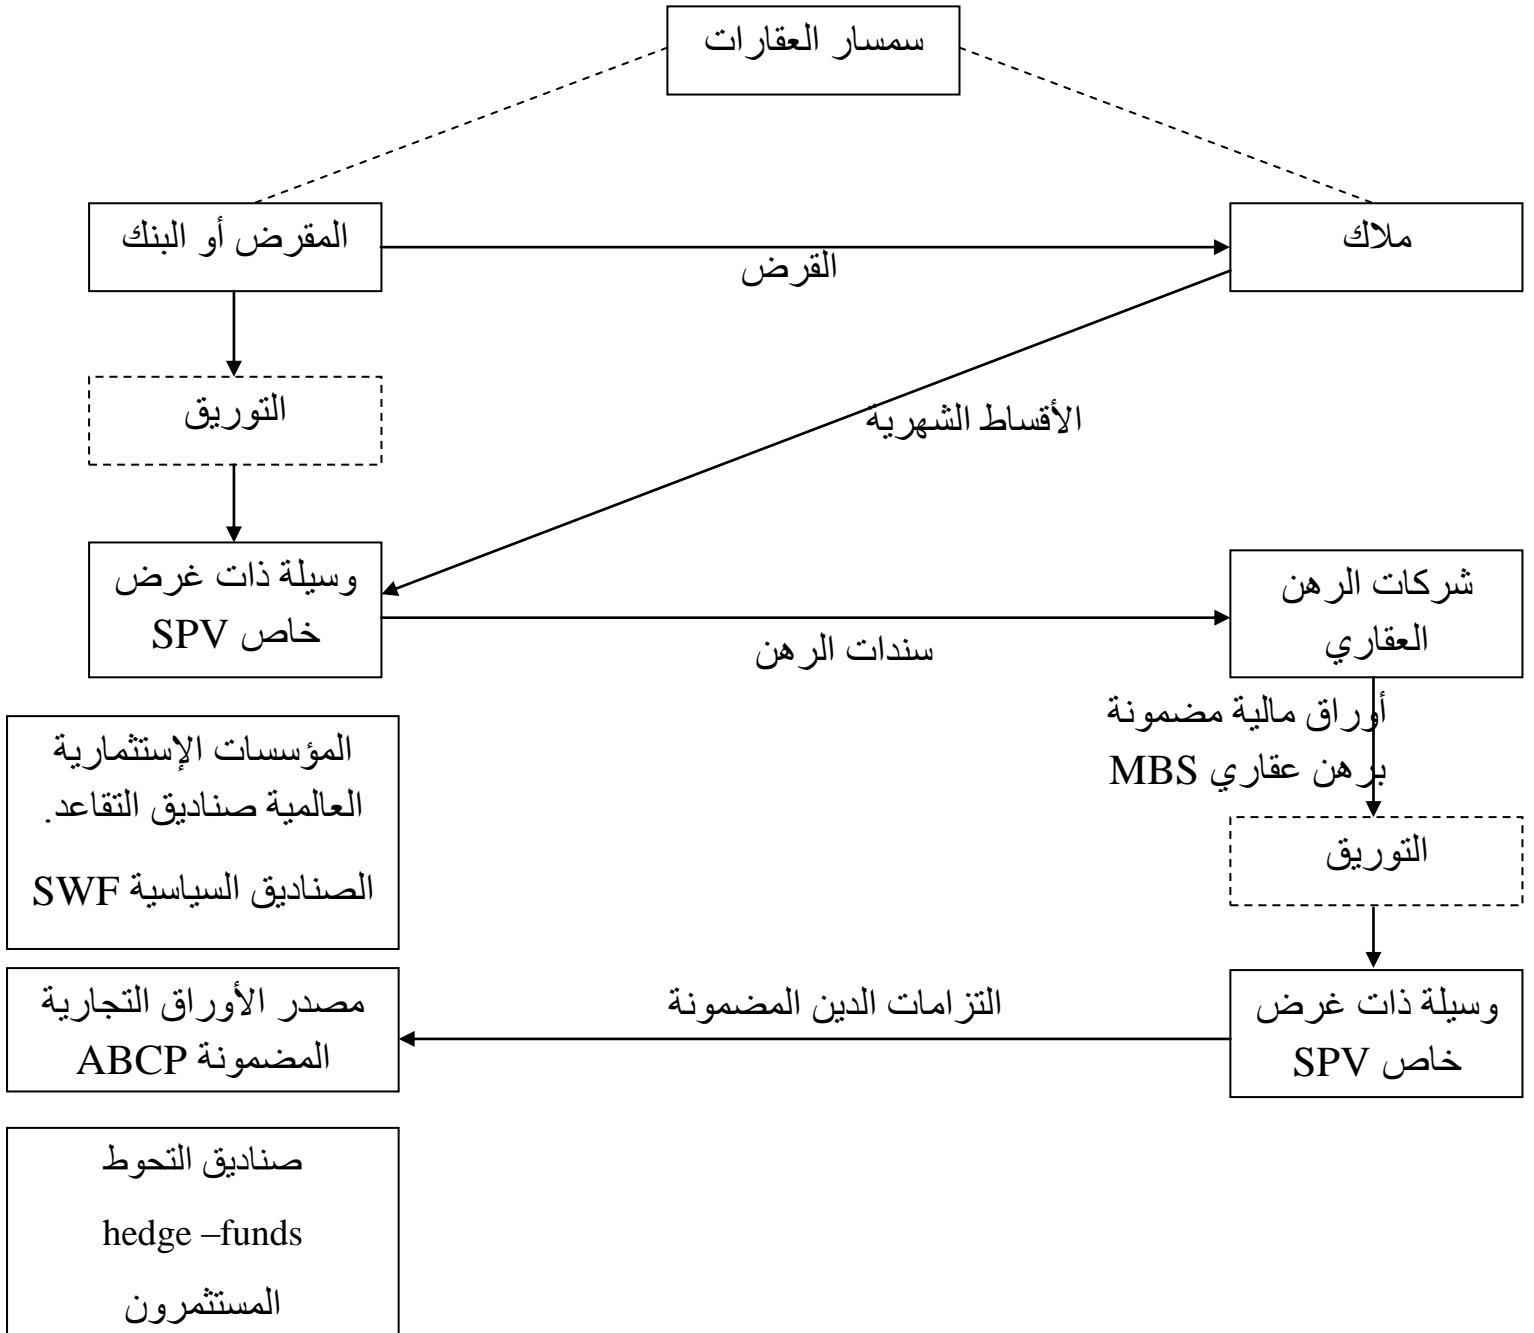 سمسار العقارات
ملاك
المقرض أو البنك
القرض
التوريق
الأقساط الشهرية
وسيلة ذات غرض
خاص SPV
شركات الرهن
العقاري
سندات الرهن
أوراق مالية مضمونة
برهن عقاري MBS
المؤسسات الإستثمارية
العالمية صناديق التقاعد.
الصناديق السياسية SWF
التوريق
وسيلة ذات غرض
خاص SPV
التزامات الدين المضمونة
مصدر الأوراق التجارية
المضمونة ABCP
صناديق التحوط
hedge –funds
المستثمرون